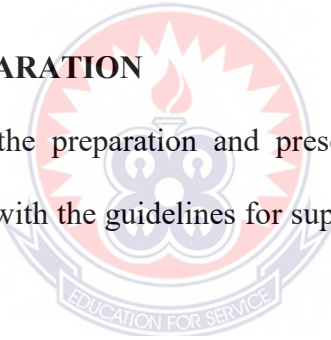 ARATION
the preparation and prese
with the guidelines for sup
EDUCATION FOR SERVICE